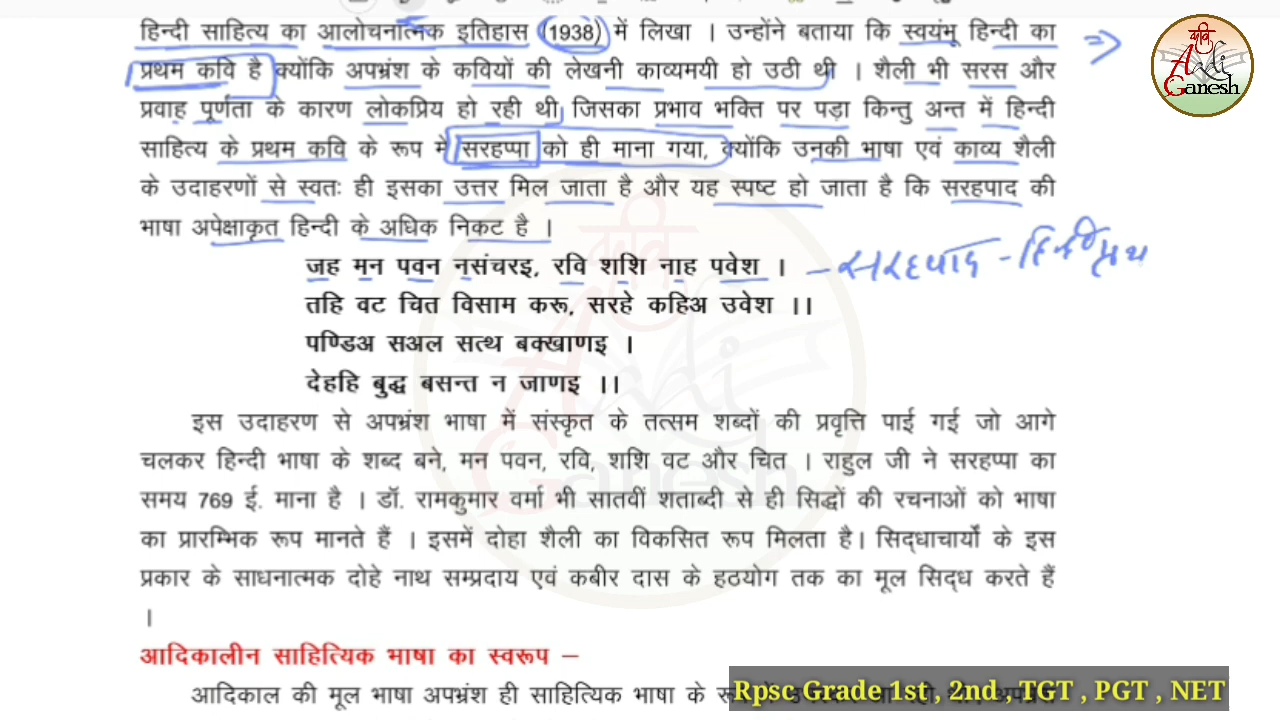 हिन्दी साहित्य का आलोचनात्मक इतिहास (1938) में लिखा । उन्होंने बताया कि स्वयंभू हिन्दी का
प्रथम कवि है क्योंकि अपभ्रंश के कवियों की लेखनी काव्यमयी हो उठी थी । शैली भी सरस और
प्रवाह पूर्णता के कारण लोकप्रिय हो रही थी, जिसका प्रभाव भक्ति पर पड़ा किन्तु अन्त में हिन्दी
साहित्य के प्रथम कवि के रूप में सरहप्पा को ही माना गया, क्योंकि उनकी भाषा एवं काव्य शैली
के उदाहरणों से स्वतः ही इसका उत्तर मिल जाता है और यह स्पष्ट हो जाता है कि सरहपाद की
भाषा अपेक्षाकृत हिन्दी के अधिक निकट है ।
जह मन पवन नसंचरइ, रवि शशि नाह पवेश । – सरहपाद - हिन्दी
तहि वट चित विसाम करू, सरहे कहिअ उवेश ।।
पण्डिअ सअल सत्थ बक्खाणइ ।
देहहि बुद्ध बसन्त न जाणइ ।।
इस उदाहरण से अपभ्रंश भाषा में संस्कृत के तत्सम शब्दों की प्रवृत्ति पाई गई जो आगे
चलकर हिन्दी भाषा के शब्द बने, मन पवन, रवि, शशि वट और चित । राहुल जी ने सरहप्पा का
समय 769 ई. माना है । डॉ. रामकुमार वर्मा भी सातवीं शताब्दी से ही सिद्धों की रचनाओं को भाषा
का प्रारम्भिक रूप मानते हैं । इसमें दोहा शैली का विकसित रूप मिलता है। सिद्धाचार्यो के इस
प्रकार के साधनात्मक दोहे नाथ सम्प्रदाय एवं कबीर दास के हठयोग तक का मूल सिद्ध करते हैं
।
आदिकालीन साहित्यिक भाषा का स्वरूप –
आदिकाल की मूल भाषा अपभ्रंश ही साहित्यिक भाषा के
Rpsc Grade 1st , 2nd , TGT , PGT , NET
कवि
Aadi
Ganesh